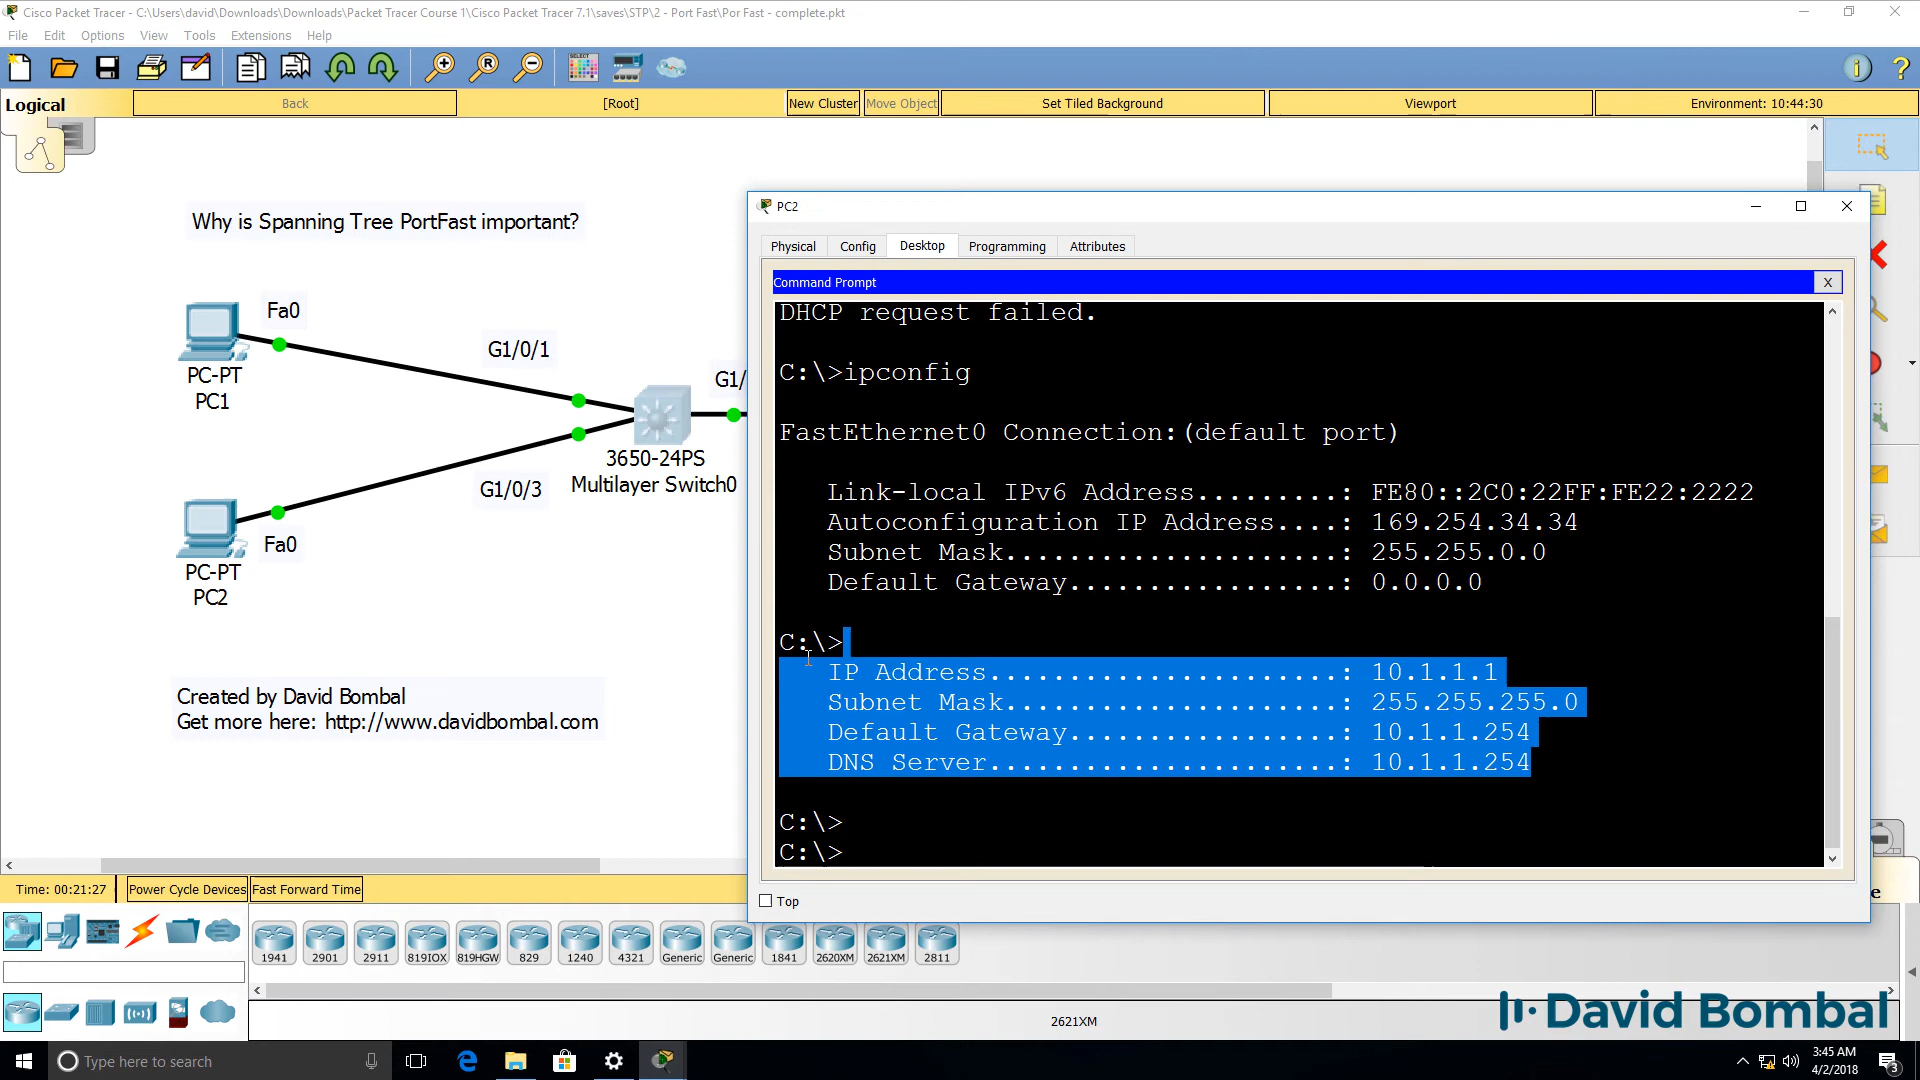 Cisco Packet Tracer - C:\Users\david\Downloads\Downloads\Packet Tracer Course 1\Cisco Packet Tracer 7.1\saves\STP\2 - Port Fast\Por Fast - complete.pkt
File Edit Options View Tools Extensions Help
SELECT
Logical Back [Root] New Cluster Move Object Set Tiled Background Viewport Environment: 10:44:30
Why is Spanning Tree PortFast important?
Fa0
G1/0/1
PC-PT
PC1
G1/
3650-24PS
Multilayer Switch0
G1/0/3
Fa0
PC-PT
PC2
Created by David Bombal
Get more here: http://www.davidbombal.com
PC2
Physical Config Desktop Programming Attributes
Command Prompt X
DHCP request failed.
C:\>ipconfig
FastEthernet0 Connection:(default port)
Link-local IPv6 Address.........: FE80::2C0:22FF:FE22:2222
Autoconfiguration IP Address....: 169.254.34.34
Subnet Mask.....................: 255.255.0.0
Default Gateway.................: 0.0.0.0
C:\>
IP Address......................: 10.1.1.1
Subnet Mask.....................: 255.255.255.0
Default Gateway.................: 10.1.1.254
DNS Server......................: 10.1.1.254
C:\>
C:\>
Top
Time: 00:21:27 Power Cycle Devices Fast Forward Time
1941 2901 2911 819IOX 819HGW 829 1240 4321 Generic Generic 1841 2620XM 2621XM 2811
2621XM
David Bombal
Type here to search
3:45 AM
4/2/2018
3